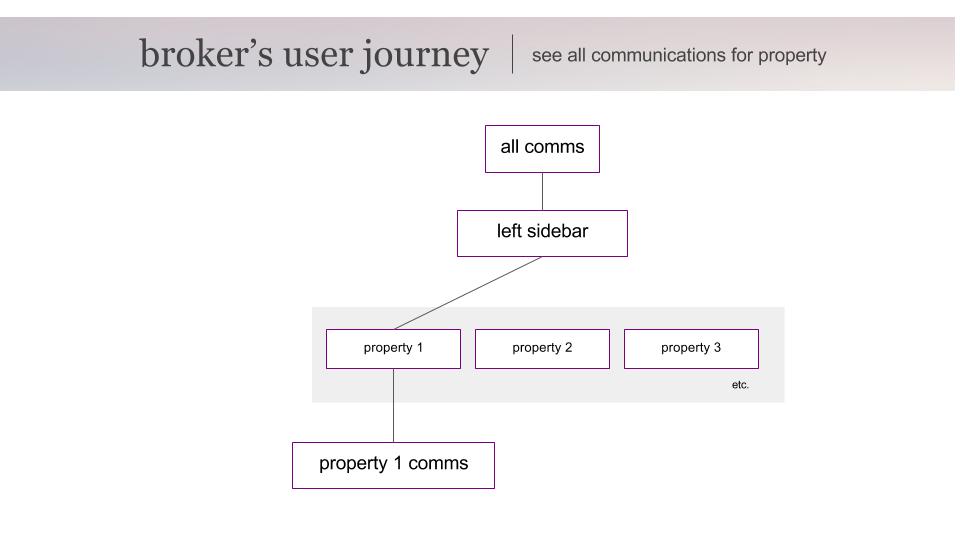 broker’s user journey
see all communications for property
all comms
left sidebar
property 1
property 2
property 3
etc.
property 1 comms